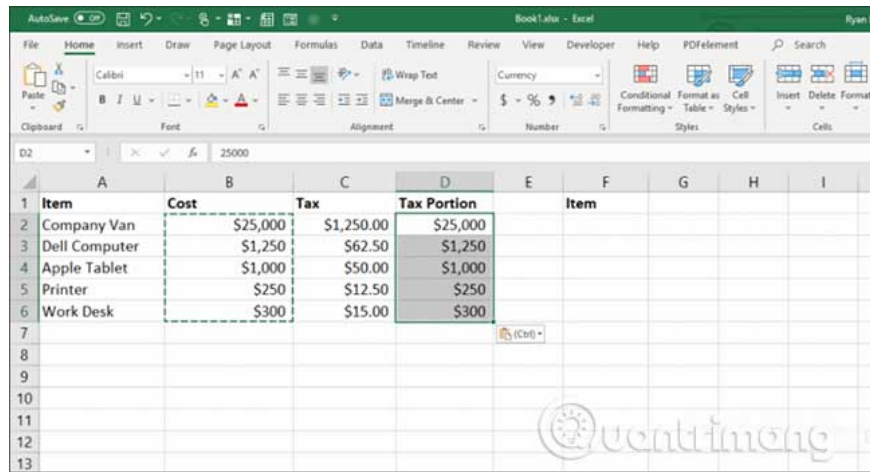 AutoSave Off Book1.xlsx - Excel Ryan
File Home Insert Draw Page Layout Formulas Data Timeline Review View Developer Help PDFelement Search
Calibri 11 A A Wrap Text Currency
Paste B I U A Merge & Center $ % 9 Conditional Formatting Format as Table Cell Styles Insert Delete Format
Clipboard Font Alignment Number Styles Cells
D2 fx 25000
A B C D E F G H I
1 Item Cost Tax Tax Portion Item
2 Company Van $25,000 $1,250.00 $25,000
3 Dell Computer $1,250 $62.50 $1,250
4 Apple Tablet $1,000 $50.00 $1,000
5 Printer $250 $12.50 $250
6 Work Desk $300 $15.00 $300
7 (Ctrl)
8
9
10
11
12 Quantrimang
13